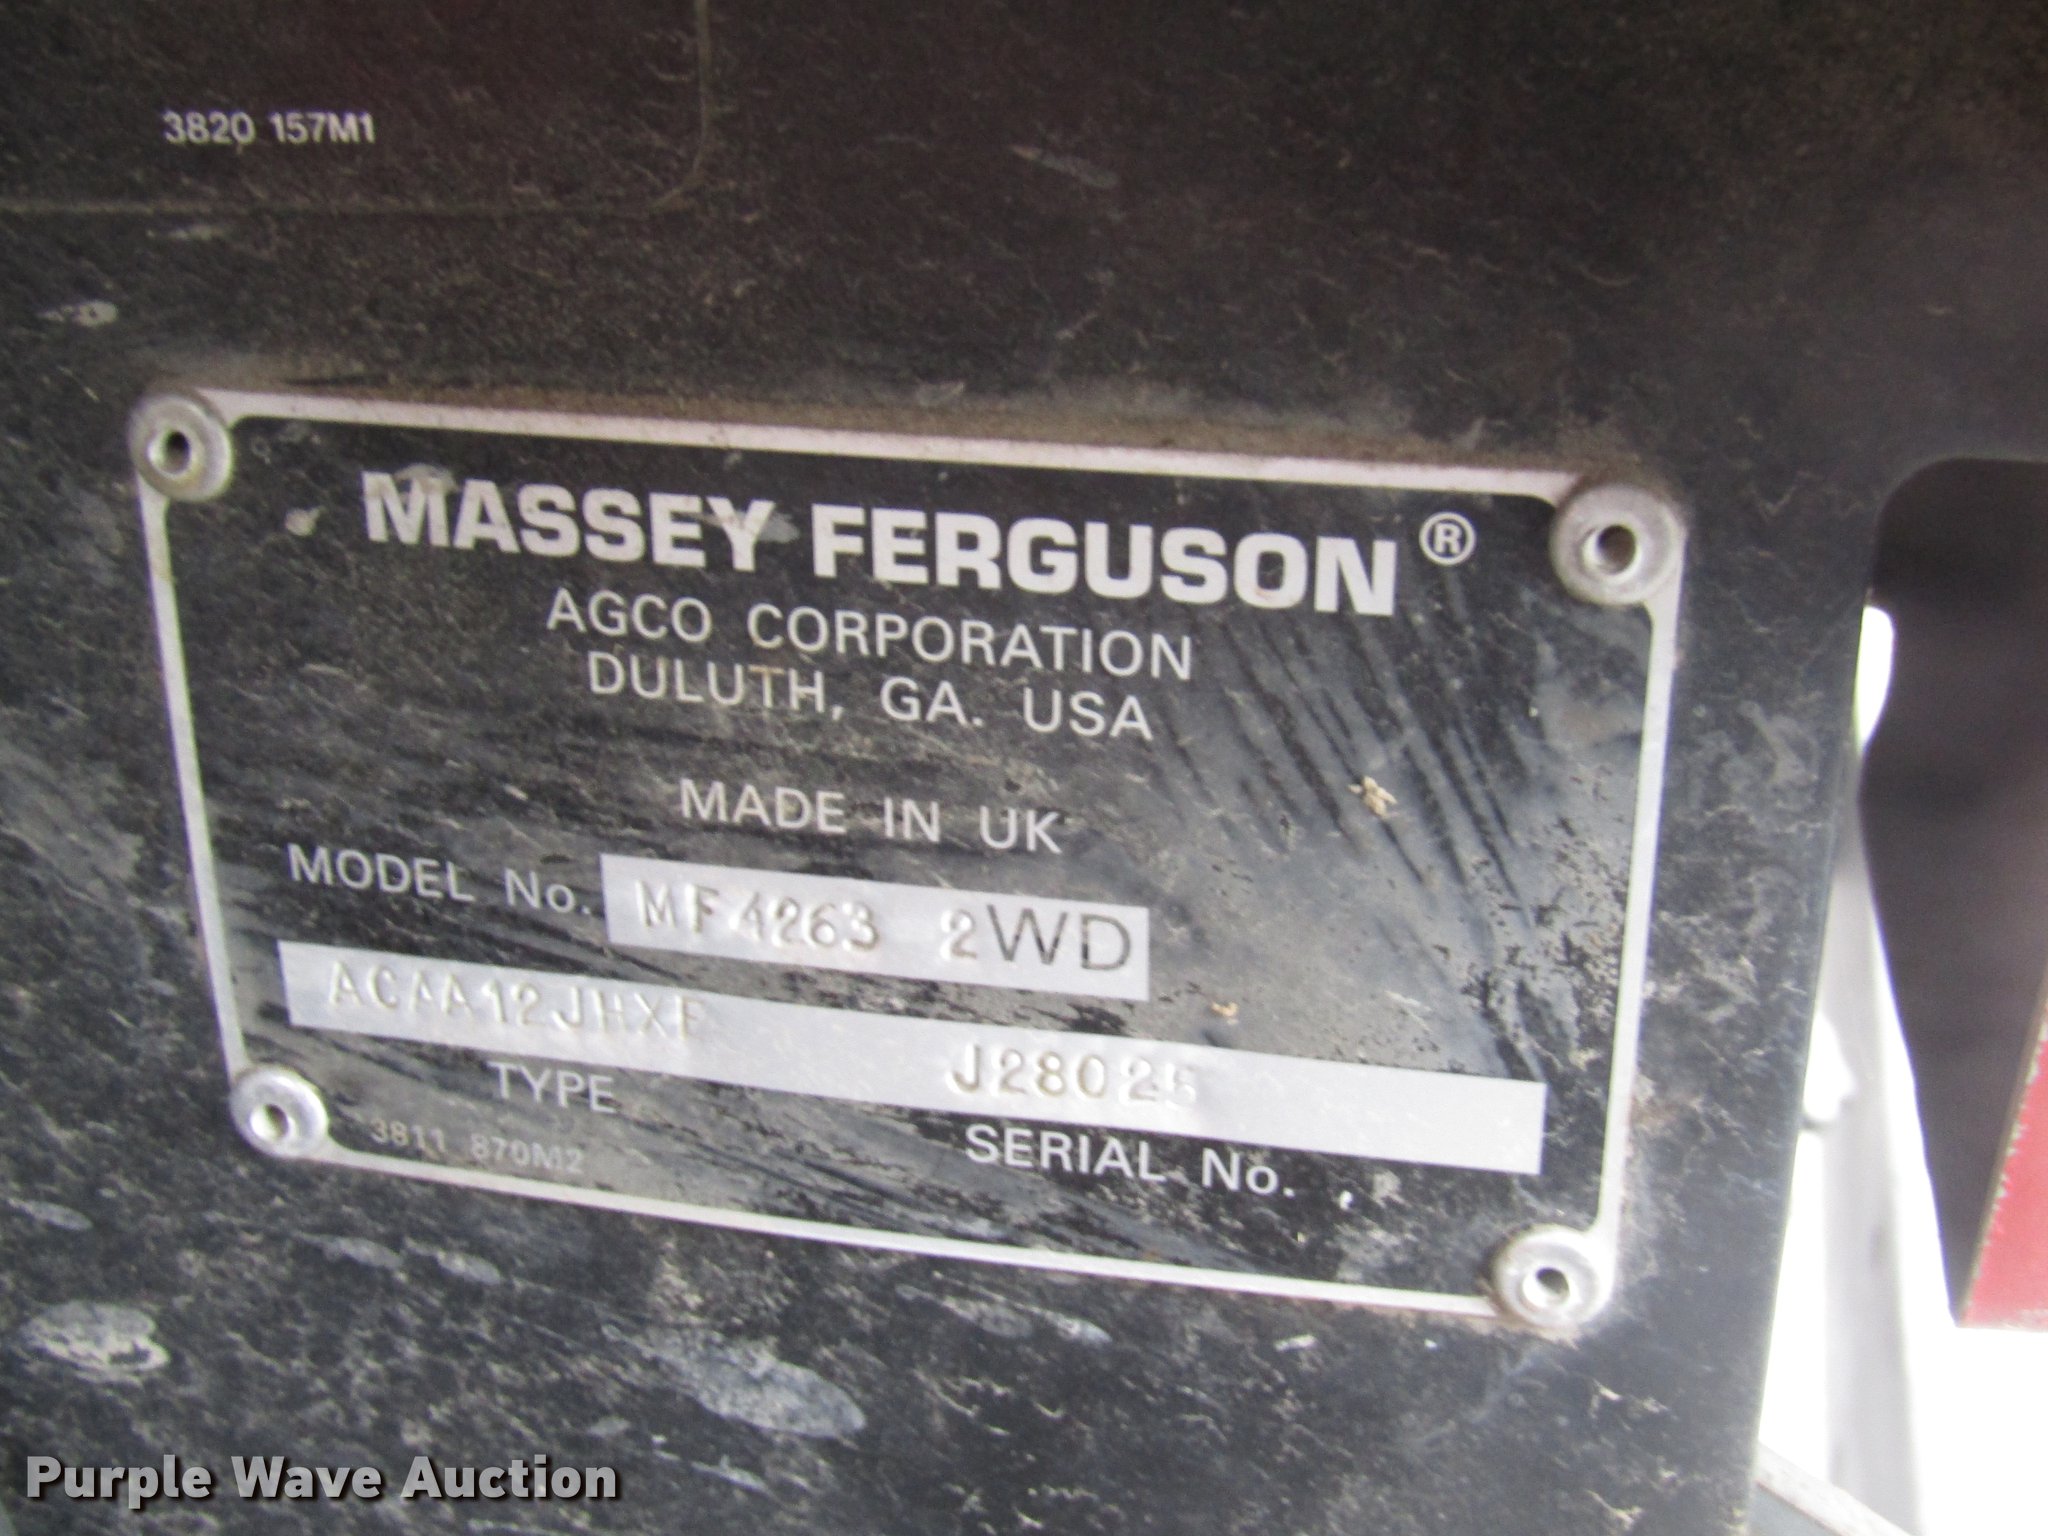 3820 157M1
MASSEY FERGUSON®
AGCO CORPORATION
DULUTH, GA. USA
MADE IN UK
MODEL No. MF4263 2WD
ACAA12JHXE J28025
TYPE SERIAL No.
3811 870M2
Purple Wave Auction